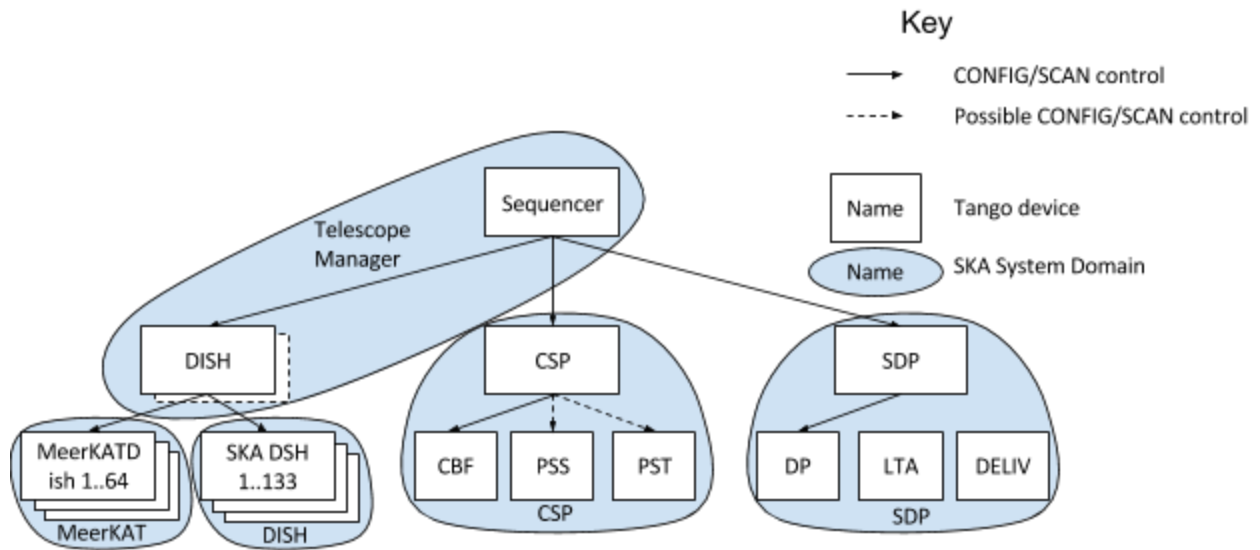 Key
CONFIG/SCAN control
Possible CONFIG/SCAN control
Name
Tango device
Name
SKA System Domain
Sequencer
Telescope
Manager
DISH
CSP
SDP
MeerKATD
ish 1..64
MeerKAT
SKA DSH
1..133
DISH
CBF
PSS
PST
CSP
DP
LTA
DELIV
SDP